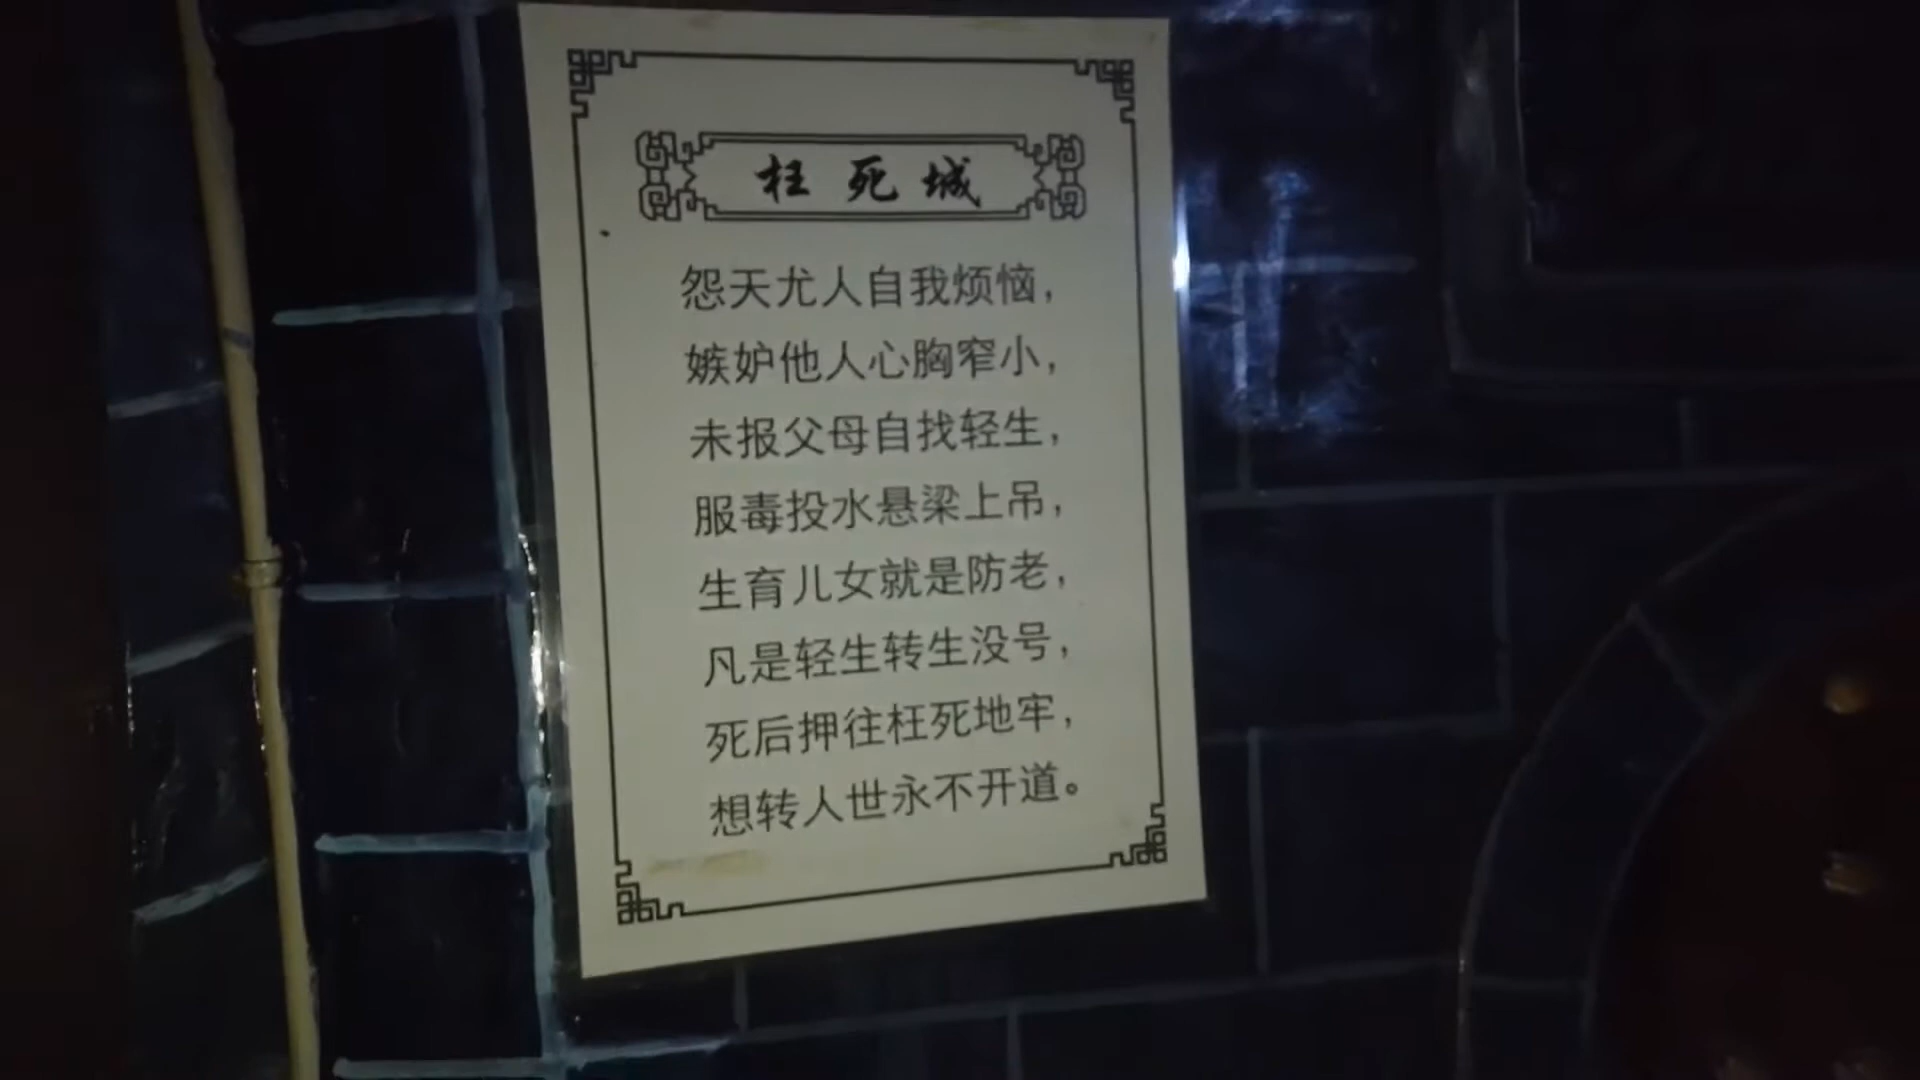 枉死城
怨天尤人自我烦恼，
嫉妒他人心胸窄小，
未报父母自找轻生，
服毒投水悬梁上吊，
生育儿女就是防老，
凡是轻生转生没号，
死后押往枉死地牢，
想转人世永不开道。